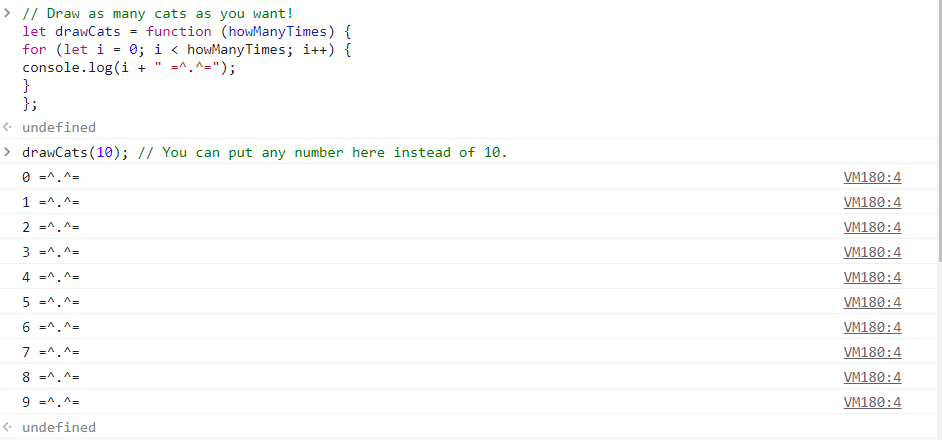 > // Draw as many cats as you want!
let drawCats = function (howManyTimes) {
for (let i = 0; i < howManyTimes; i++) {
console.log(i + " =^.^=");
}
};
undefined
> drawCats(10); // You can put any number here instead of 10.
0 =^.^= VM180:4
1 =^.^= VM180:4
2 =^.^= VM180:4
3 =^.^= VM180:4
4 =^.^= VM180:4
5 =^.^= VM180:4
6 =^.^= VM180:4
7 =^.^= VM180:4
8 =^.^= VM180:4
9 =^.^= VM180:4
undefined